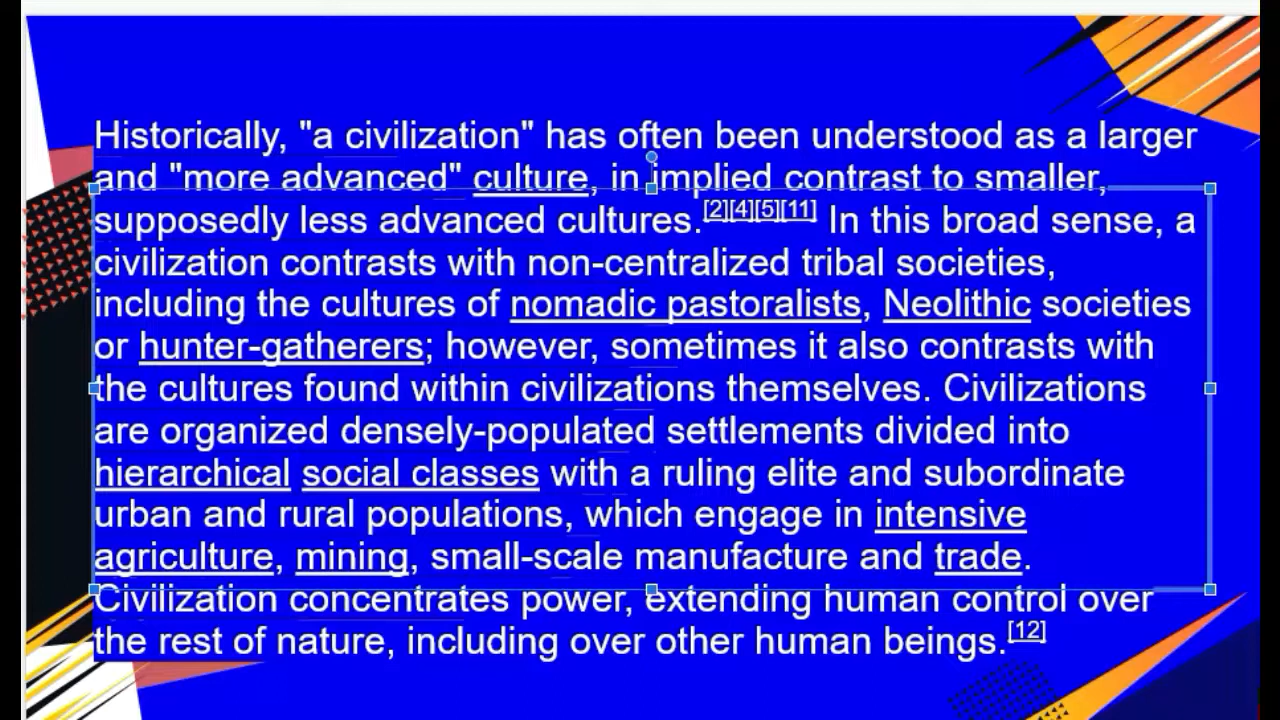 Historically, "a civilization" has often been understood as a larger
and "more advanced" culture, in implied contrast to smaller,
supposedly less advanced cultures.[2][4][5][11] In this broad sense, a
civilization contrasts with non-centralized tribal societies,
including the cultures of nomadic pastoralists, Neolithic societies
or hunter-gatherers; however, sometimes it also contrasts with
the cultures found within civilizations themselves. Civilizations
are organized densely-populated settlements divided into
hierarchical social classes with a ruling elite and subordinate
urban and rural populations, which engage in intensive
agriculture, mining, small-scale manufacture and trade.
Civilization concentrates power, extending human control over
the rest of nature, including over other human beings.[12]